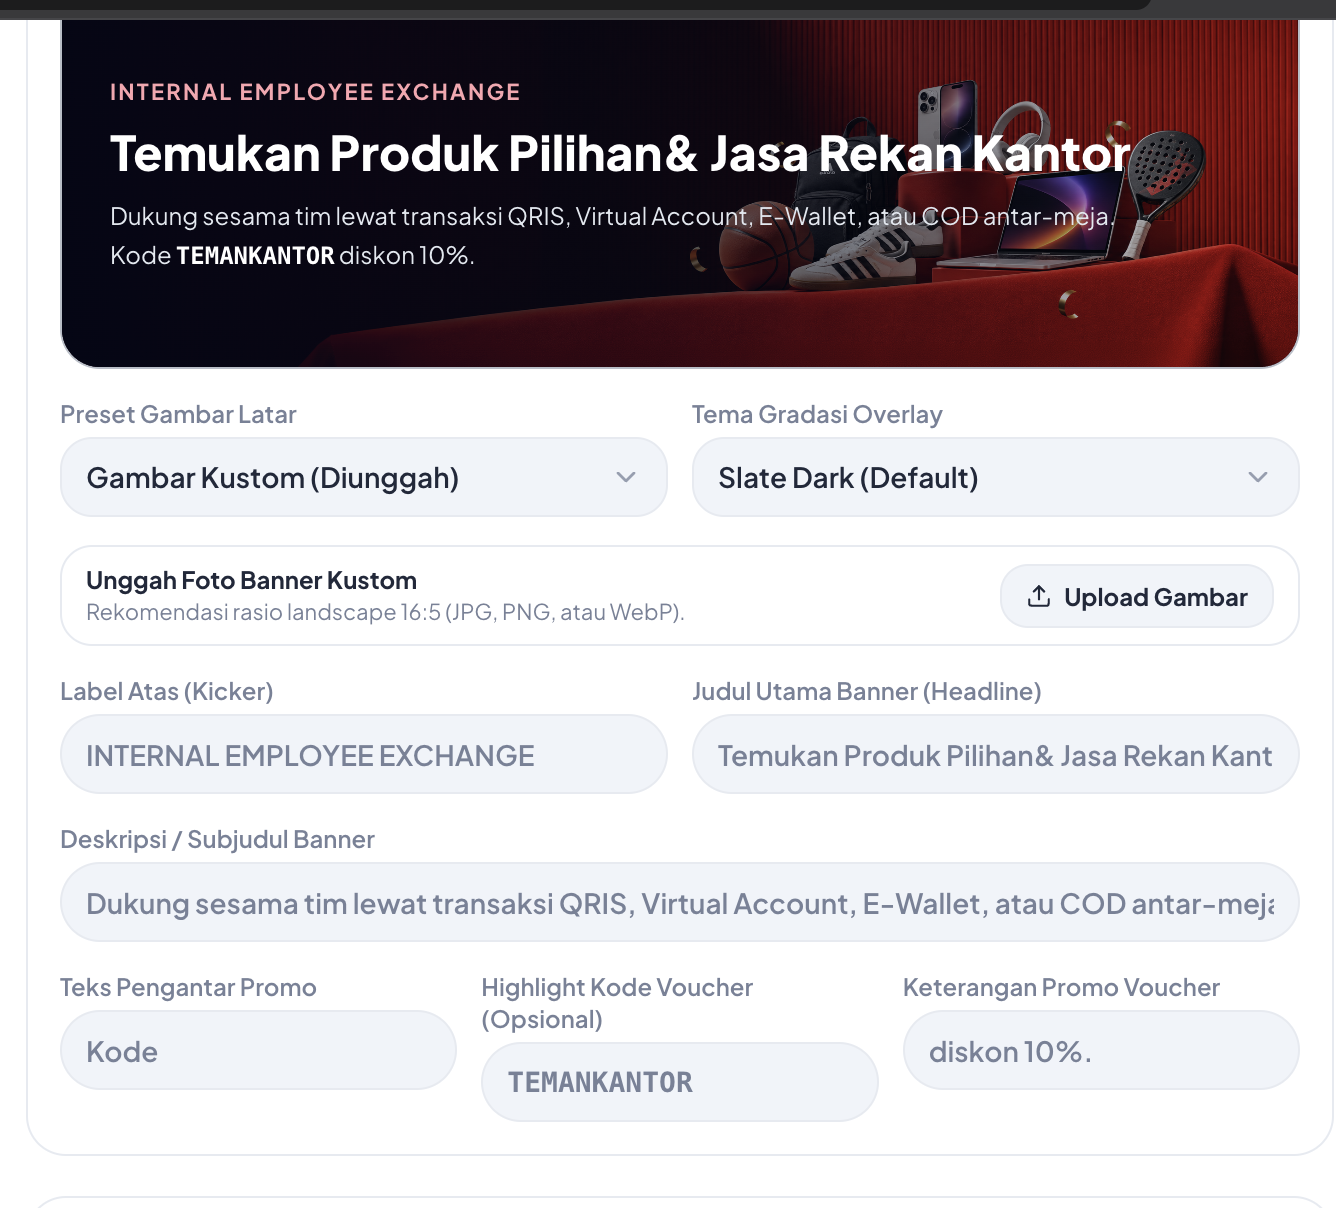 INTERNAL EMPLOYEE EXCHANGE
Temukan Produk Pilihan& Jasa Rekan Kantor
Dukung sesama tim lewat transaksi QRIS, Virtual Account, E-Wallet, atau COD antar-meja.
Kode TEMANKANTOR diskon 10%.
Preset Gambar Latar
Gambar Kustom (Diunggah)
Tema Gradasi Overlay
Slate Dark (Default)
Unggah Foto Banner Kustom
Rekomendasi rasio landscape 16:5 (JPG, PNG, atau WebP).
Upload Gambar
Label Atas (Kicker)
INTERNAL EMPLOYEE EXCHANGE
Judul Utama Banner (Headline)
Temukan Produk Pilihan& Jasa Rekan Kant
Deskripsi / Subjudul Banner
Dukung sesama tim lewat transaksi QRIS, Virtual Account, E-Wallet, atau COD antar-meja
Teks Pengantar Promo
Kode
Highlight Kode Voucher
(Opsional)
TEMANKANTOR
Keterangan Promo Voucher
diskon 10%.